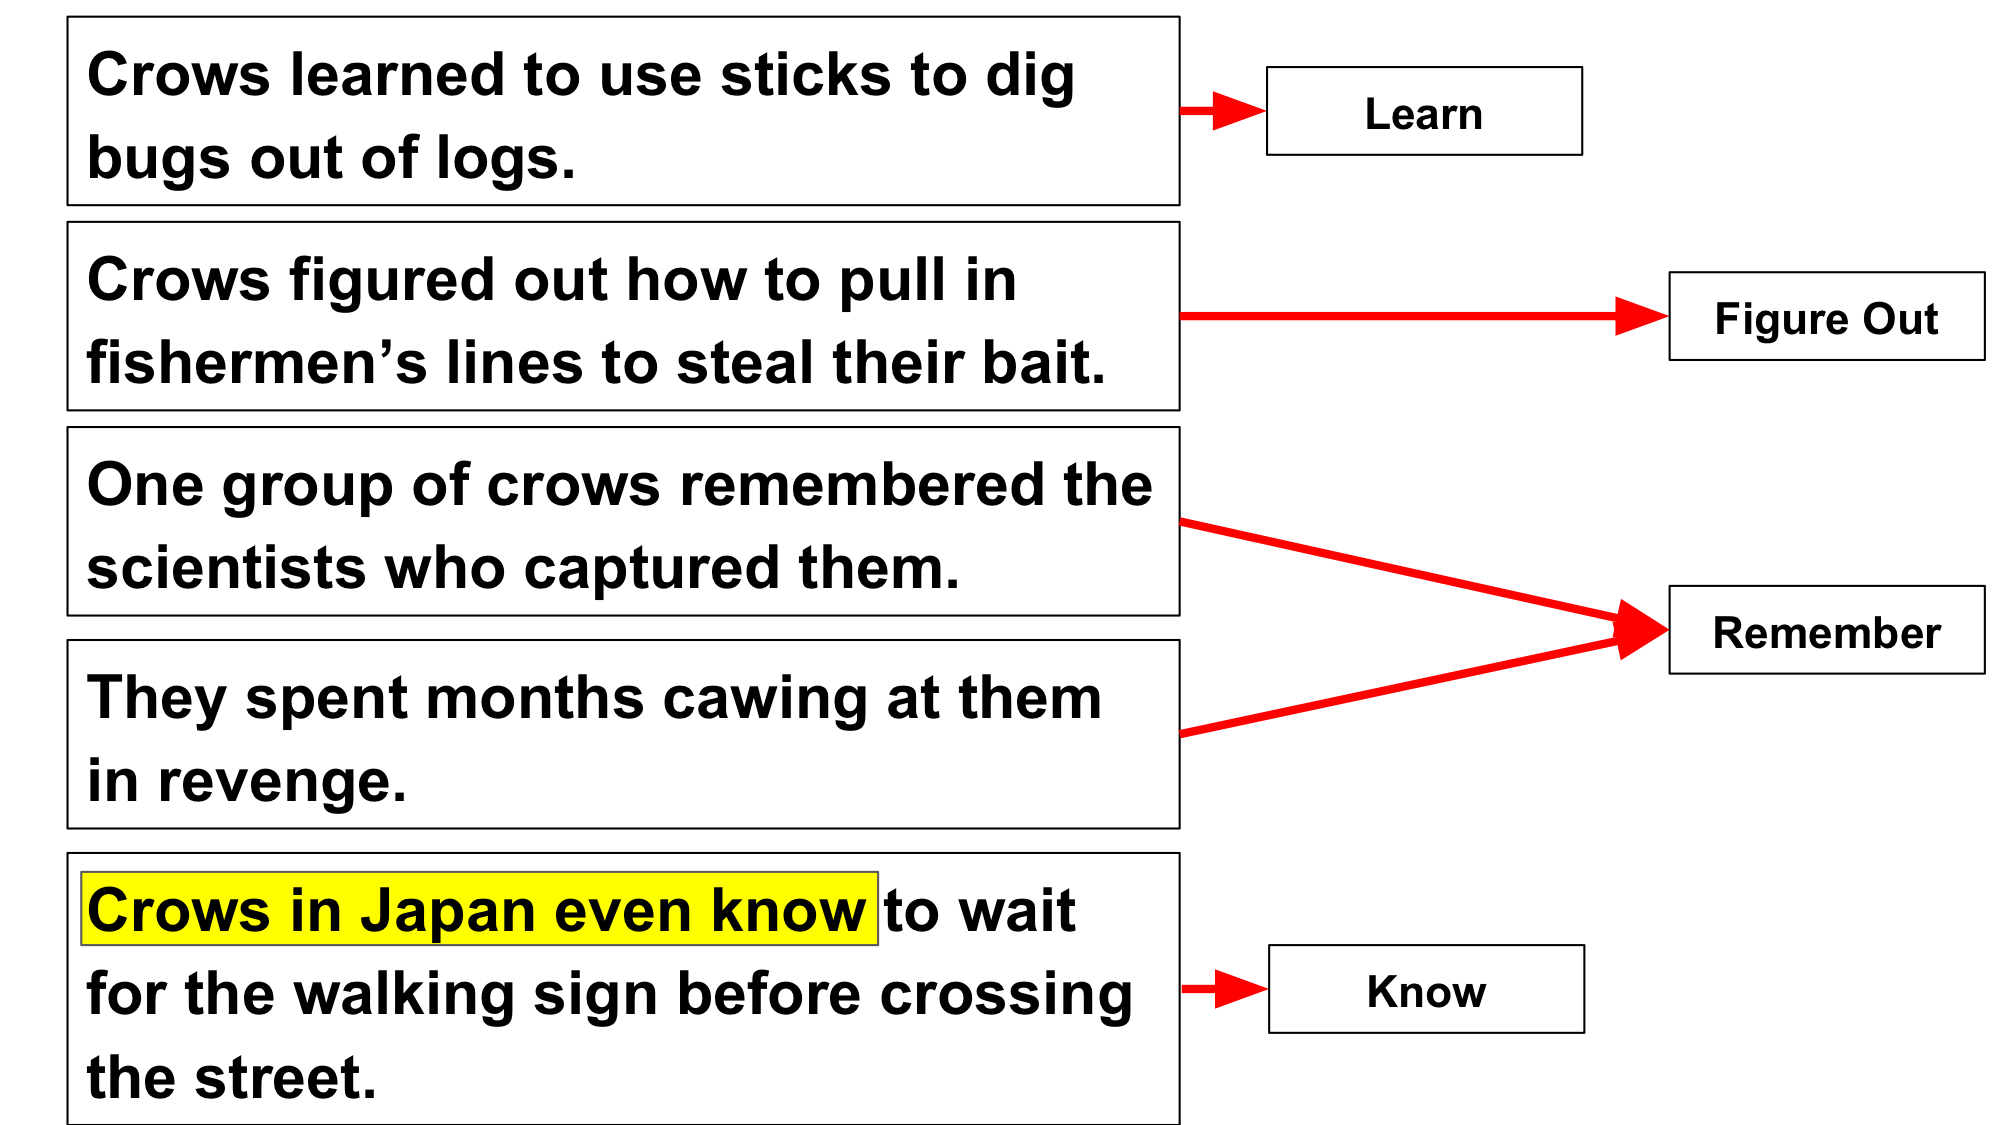 Crows learned to use sticks to dig
bugs out of logs.
Learn
Crows figured out how to pull in
fishermen’s lines to steal their bait.
Figure Out
One group of crows remembered the
scientists who captured them.
They spent months cawing at them
in revenge.
Remember
Crows in Japan even know to wait
for the walking sign before crossing
the street.
Know